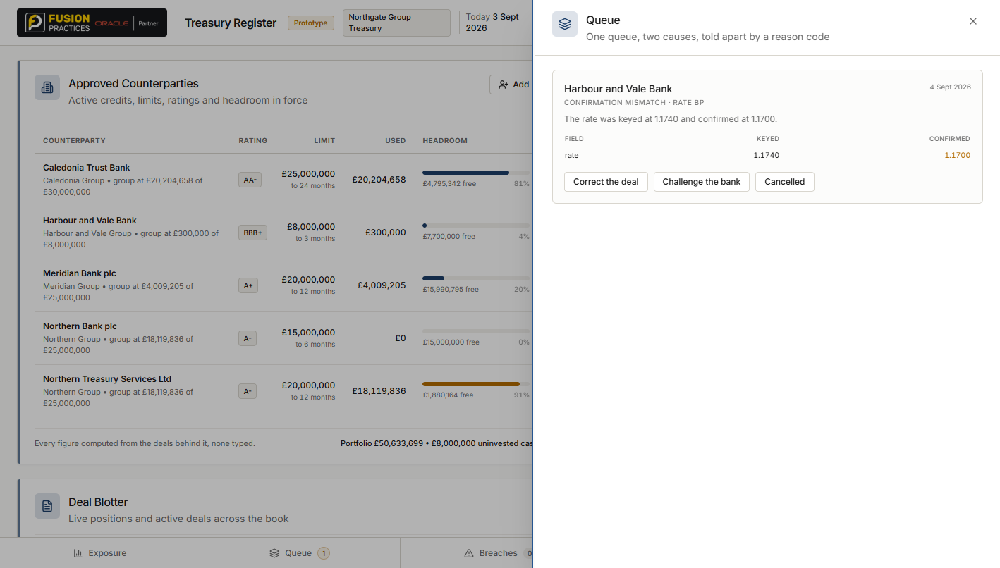 FUSION
PRACTICES
ORACLE
Partner
Treasury Register
Prototype
Northgate Group
Treasury
Today 3 Sept
2026
Approved Counterparties
Active credits, limits, ratings and headroom in force
Add
COUNTERPARTY RATING LIMIT USED HEADROOM
Caledonia Trust Bank
Caledonia Group • group at £20,204,658 of
£30,000,000
AA-
£25,000,000
to 24 months
£20,204,658
£4,795,342 free 81%
Harbour and Vale Bank
Harbour and Vale Group • group at £300,000 of
£8,000,000
BBB+
£8,000,000
to 3 months
£300,000
£7,700,000 free 4%
Meridian Bank plc
Meridian Group • group at £4,009,205 of
£25,000,000
A+
£20,000,000
to 12 months
£4,009,205
£15,990,795 free 20%
Northern Bank plc
Northern Group • group at £18,119,836 of
£25,000,000
A-
£15,000,000
to 6 months
£0
£15,000,000 free 0%
Northern Treasury Services Ltd
Northern Group • group at £18,119,836 of
£25,000,000
A-
£20,000,000
to 12 months
£18,119,836
£1,880,164 free 91%
Every figure computed from the deals behind it, none typed.
Portfolio £50,633,699 • £8,000,000 uninvested cas
Deal Blotter
Live positions and active deals across the book
Exposure
Queue 1
Breaches 0
Queue
One queue, two causes, told apart by a reason code
Harbour and Vale Bank
4 Sept 2026
CONFIRMATION MISMATCH · RATE BP
The rate was keyed at 1.1740 and confirmed at 1.1700.
FIELD KEYED CONFIRMED
rate 1.1740 1.1700
Correct the deal
Challenge the bank
Cancelled